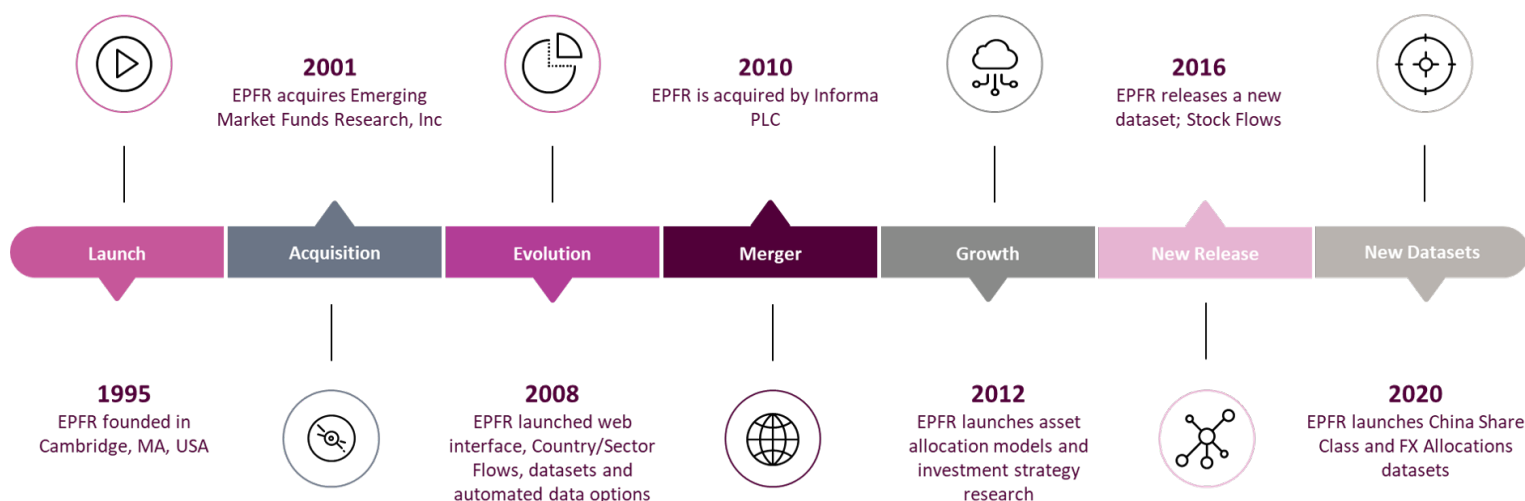 2001
EPFR acquires Emerging
Market Funds Research, Inc
2010
EPFR is acquired by Informa
PLC
2016
EPFR releases a new
dataset; Stock Flows
Launch
Acquisition
Evolution
Merger
Growth
New Release
New Datasets
1995
EPFR founded in
Cambridge, MA, USA
2008
EPFR launched web
interface, Country/Sector
Flows, datasets and
automated data options
2012
EPFR launches asset
allocation models and
investment strategy
research
2020
EPFR launches China Share
Class and FX Allocations
datasets